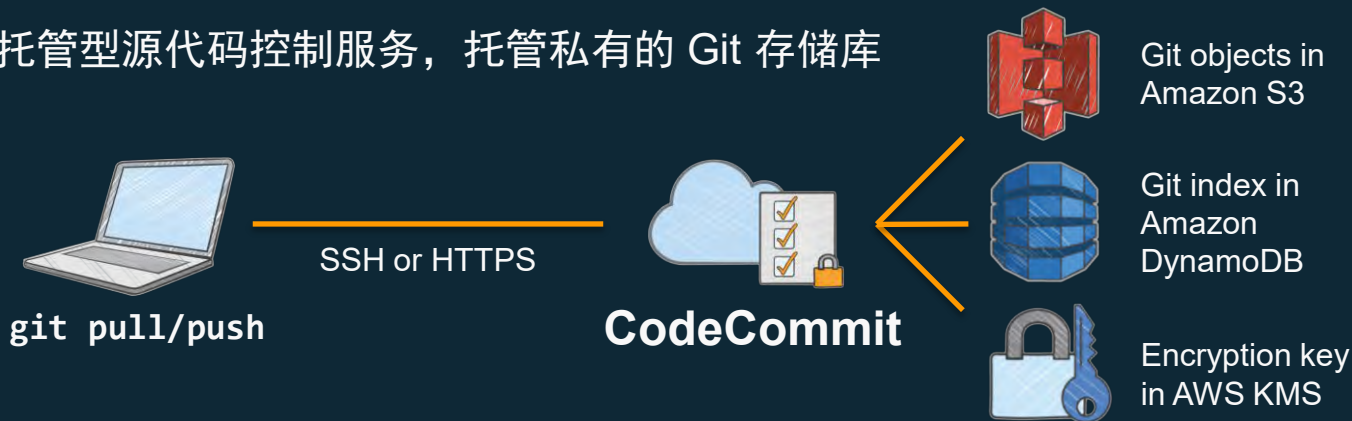 托管型源代码控制服务，托管私有的 Git 存储库
Git objects in
Amazon S3
SSH or HTTPS
Git index in
Amazon
DynamoDB
git pull/push
CodeCommit
Encryption key
in AWS KMS